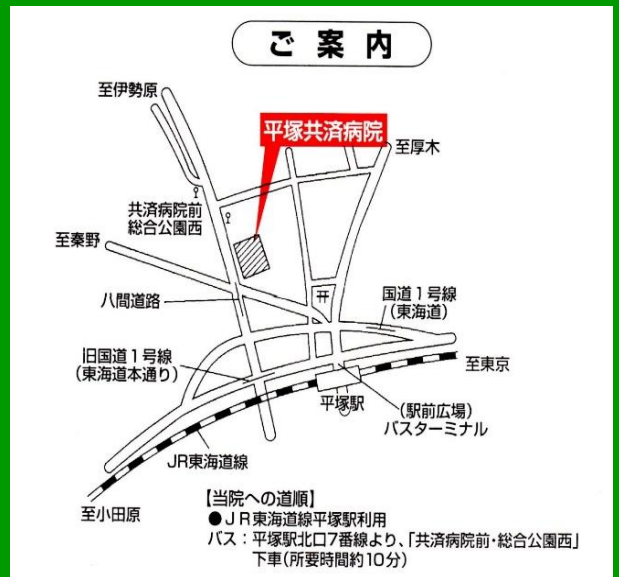 ご案内
至伊勢原
平塚共済病院
至厚木
共済病院前
総合公園西
至秦野
八間道路
国道1号線
(東海道)
旧国道1号線
(東海道本通り)
至東京
平塚駅
(駅前広場)
バスターミナル
JR東海道線
至小田原
【当院への道順】
●JR東海道線平塚駅利用
バス:平塚駅北口7番線より、「共済病院前・総合公園西」
下車(所要時間約10分)